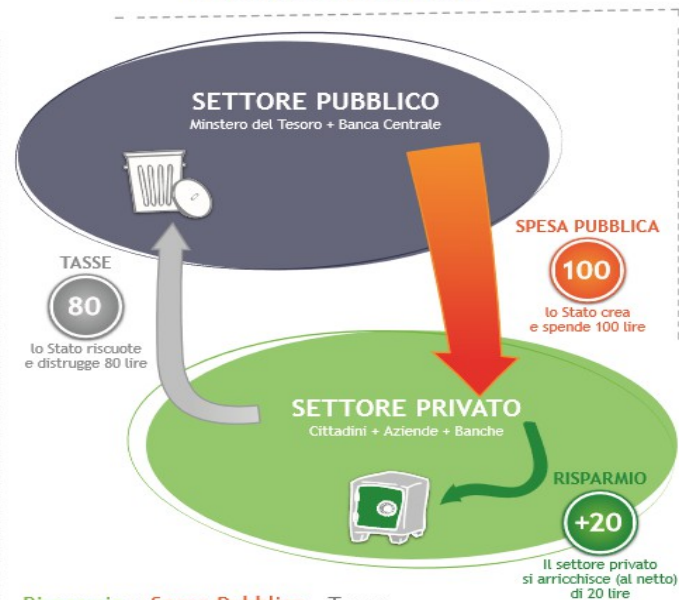 SETTORE PUBBLICO
Minstero del Tesoro + Banca Centrale
SPESA PUBBLICA
100
lo Stato crea
e spende 100 lire
TASSE
80
lo Stato riscuote
e distrugge 80 lire
SETTORE PRIVATO
Cittadini + Aziende + Banche
RISPARMIO
+20
Il settore privato
si arricchisce (al netto)
di 20 lire